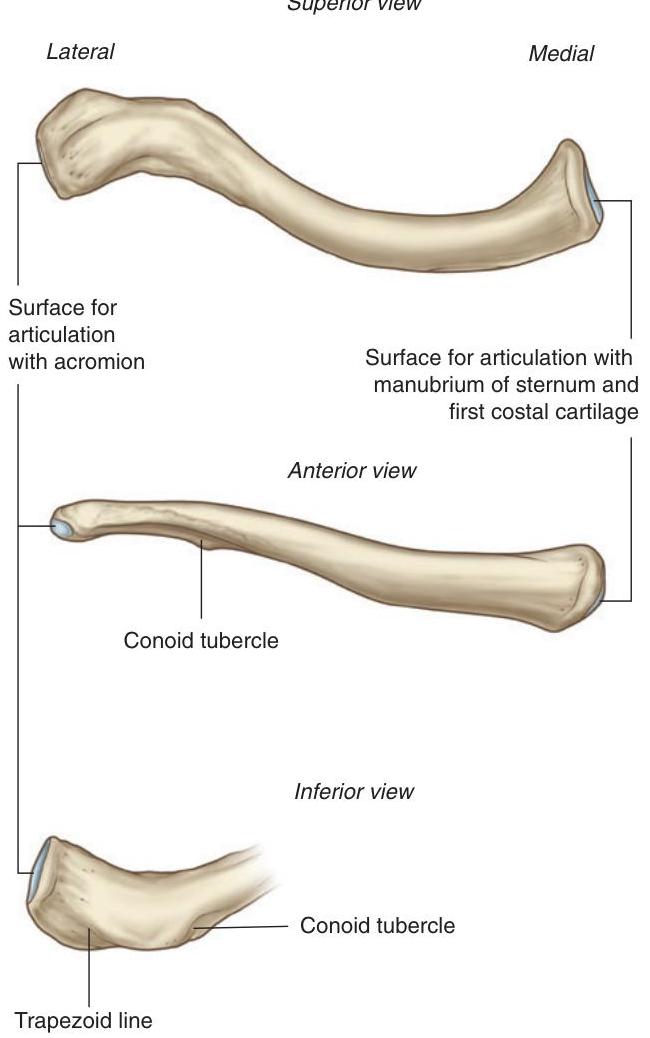 Superior view
Lateral
Medial
Surface for
articulation
with acromion
Surface for articulation with
manubrium of sternum and
first costal cartilage
Anterior view
Conoid tubercle
Inferior view
Conoid tubercle
Trapezoid line